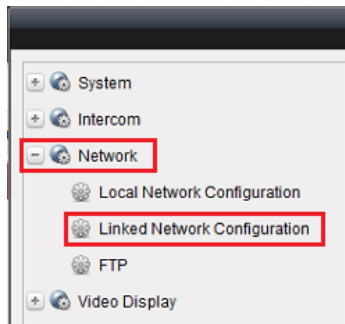 System
Intercom
Network
Local Network Configuration
Linked Network Configuration
FTP
Video Display